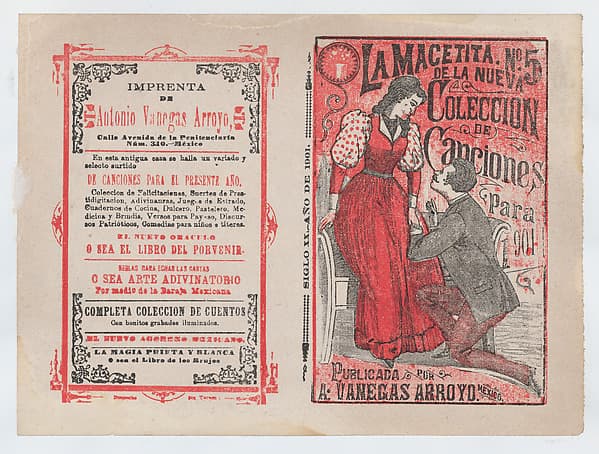 IMPRENTA
DE
Antonio Vanegas Arroyo,
Calle Avenida de la Penitenciaría
Núm. 310.—México
En esta antigua casa se halla un variado y
selecto surtido
DE CANCIONES PARA EL PRESENTE AÑO,
Coleccion de Felicitaciones, Suertes de Pres-
tidigitacion, Adivinanzas, Juegos de Estrado,
Cuadernos de Cocina, Dulcero, Pastelero, Me-
dicina y Brindis, Versos para Payaso, Discur-
sos Patrióticos, Comedias para niños ó títeres.
EL NUEVO ORACULO
O SEA EL LIBRO DEL PORVENIR.
REGLAS PARA ECHAR LAS CARTAS
O SEA ARTE ADIVINATORIO
Por medio de la Baraja Mexicana
COMPLETA COLECCION DE CUENTOS
Con bonitos grabados iluminados.
EL NUEVO AGORERO MEXICANO.
LA MAGIA PRIETA Y BLANCA
O sea el Libro de los Brujos
SIGLO XX.—AÑO DE 1901.
LA MACETITA. No. 5
DE LA NUEVA
COLECCION
DE
Canciones
para
901
PUBLICADA POR
A. VANEGAS ARROYO. MEXICO.